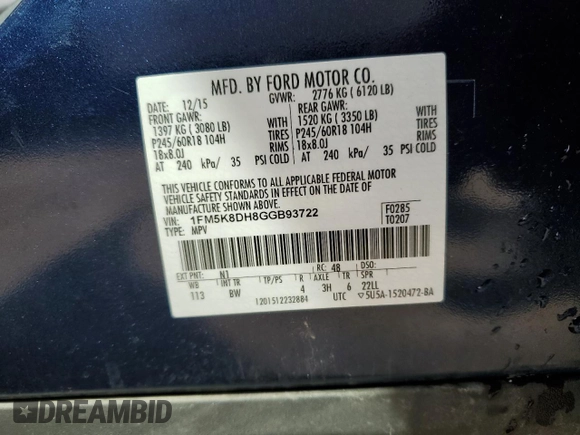 MFD. BY FORD MOTOR CO.
DATE: 12/15 GVWR: 2776 KG ( 6120 LB)
FRONT GAWR: REAR GAWR:
1397 KG ( 3080 LB) WITH 1520 KG ( 3350 LB) WITH
P245/60R18 104H TIRES P245/60R18 104H TIRES
18x8.0J RIMS 18x8.0J RIMS
AT 240 kPa/ 35 PSI COLD AT 240 kPa/ 35 PSI COLD
THIS VEHICLE CONFORMS TO ALL APPLICABLE FEDERAL MOTOR
VEHICLE SAFETY STANDARDS IN EFFECT ON THE DATE OF
MANUFACTURE SHOWN ABOVE.
VIN: 1FM5K8DH8GGB93722 F0285
TYPE: MPV T0207
EXT PNT: N1 RC: 48 DSO:
WB INT TR TP/PS R AXLE TR SPR
113 BW 4 3H 6 22LL
1201512232884 UTC 5U5A-1520472-BA
DREAMBID